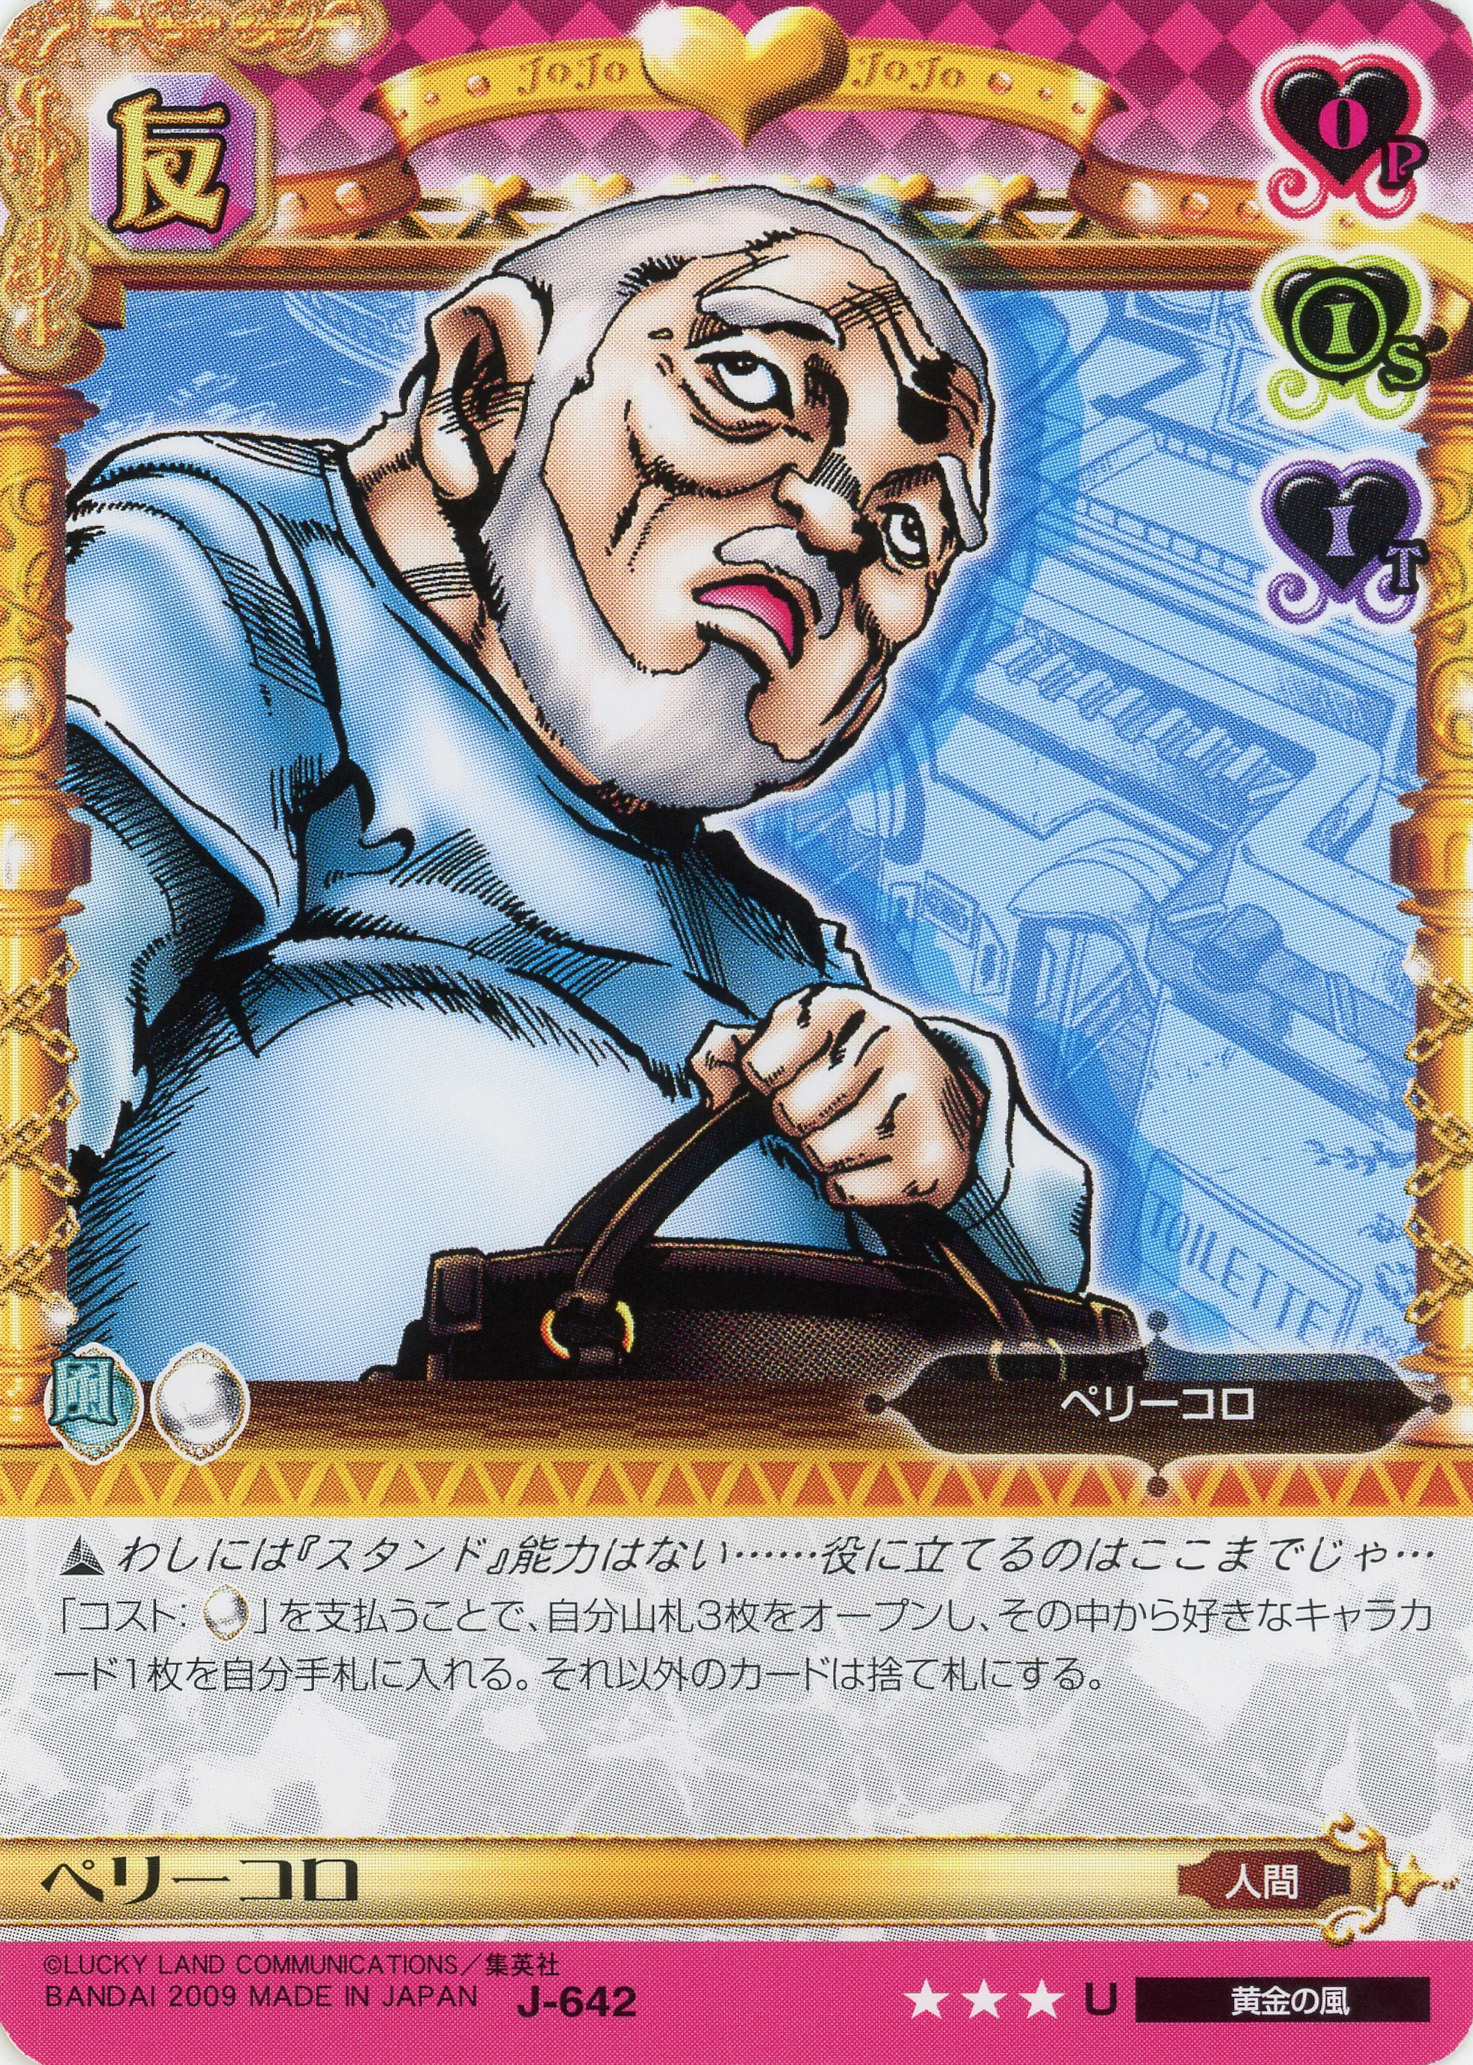 JoJo JoJo
友
0 P
1 S
1 T
TOILETTE
風
ペリーコロ
▲わしには『スタンド』能力はない……役に立てるのはここまでじゃ…
「コスト: 」を支払うことで、自分山札3枚をオープンし、その中から好きなキャラカ
ード1枚を自分手札に入れる。それ以外のカードは捨て札にする。
ペリーコロ
人間
©LUCKY LAND COMMUNICATIONS／集英社
BANDAI 2009 MADE IN JAPAN J-642
★★★ U 黄金の風